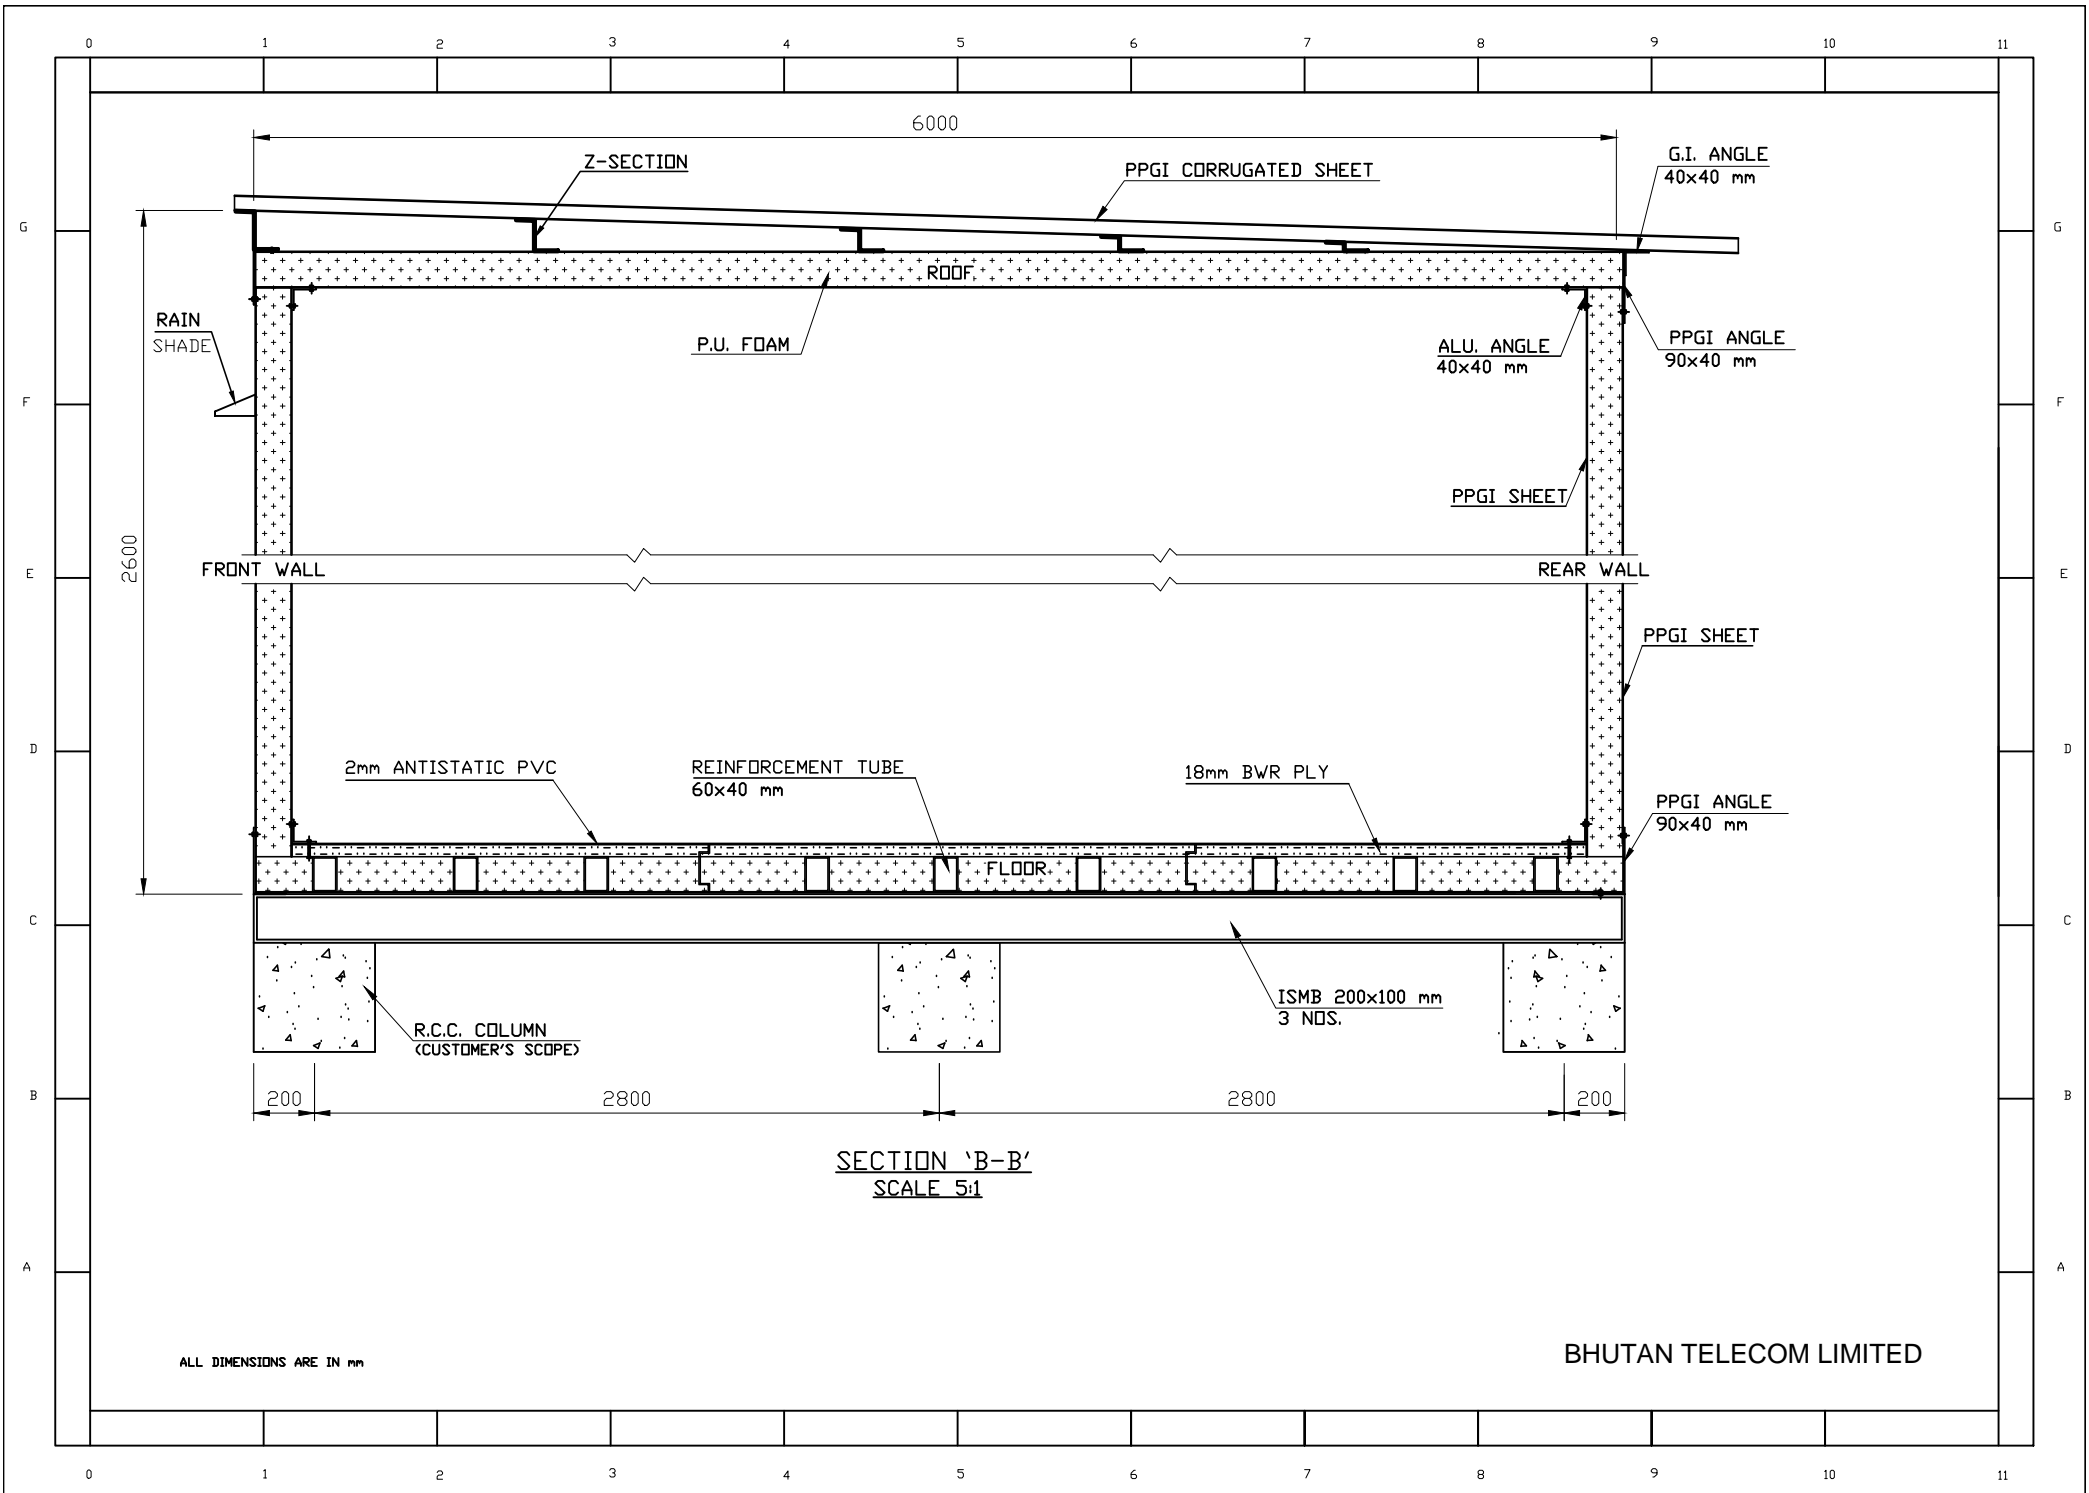 0 1 2 3 4 5 6 7 8 9 10 11
6000
Z-SECTION
PPGI CORRUGATED SHEET
G.I. ANGLE
40x40 mm
G
G
ROOF
RAIN
SHADE
P.U. FOAM
ALU. ANGLE
40x40 mm
PPGI ANGLE
90x40 mm
F
F
PPGI SHEET
2600
FRONT WALL
REAR WALL
E
E
PPGI SHEET
D
D
2mm ANTISTATIC PVC
REINFORCEMENT TUBE
60x40 mm
18mm BWR PLY
PPGI ANGLE
90x40 mm
FLOOR
C
C
ISMB 200x100 mm
3 NOS.
R.C.C. COLUMN
(CUSTOMER'S SCOPE)
B
B
200 2800 2800 200
SECTION 'B-B'
SCALE 5:1
A
A
ALL DIMENSIONS ARE IN mm
BHUTAN TELECOM LIMITED
0 1 2 3 4 5 6 7 8 9 10 11